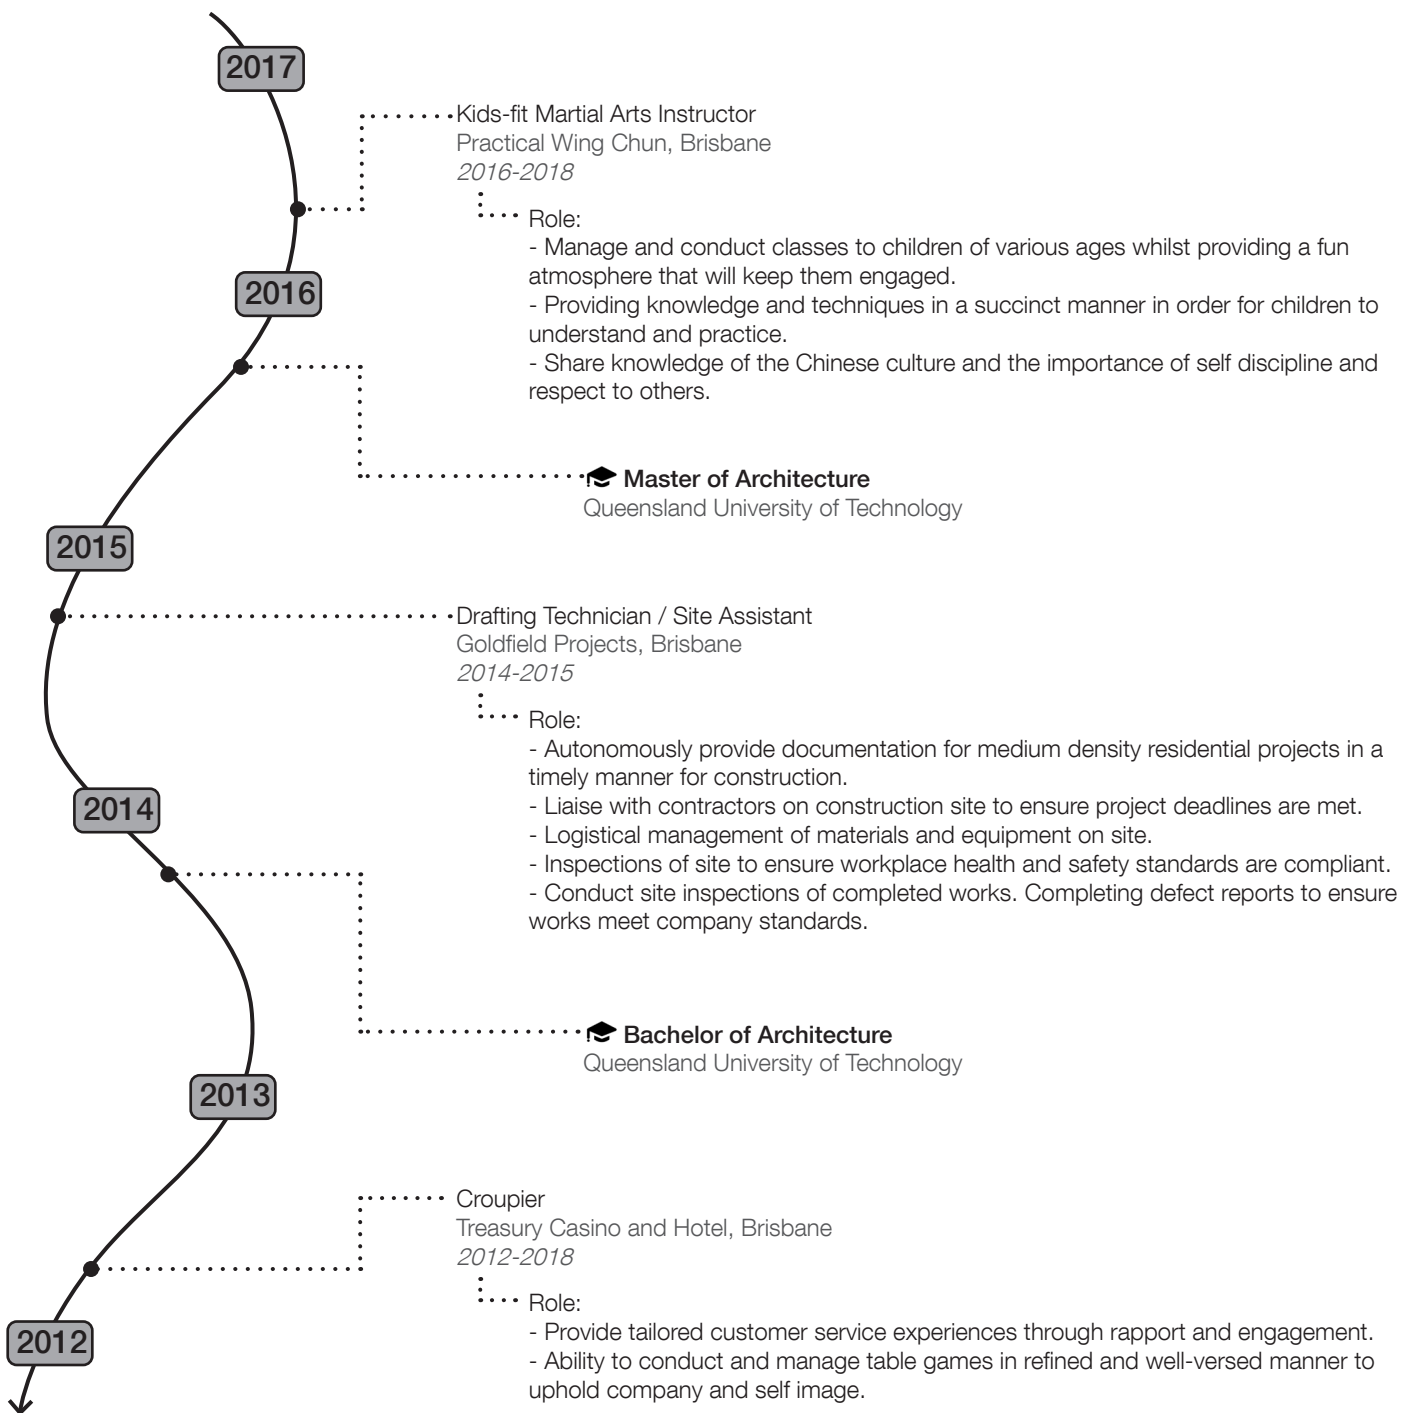 2017
Kids-fit Martial Arts Instructor
Practical Wing Chun, Brisbane
2016-2018
Role:
- Manage and conduct classes to children of various ages whilst providing a fun
atmosphere that will keep them engaged.
2016
- Providing knowledge and techniques in a succinct manner in order for children to
understand and practice.
- Share knowledge of the Chinese culture and the importance of self discipline and
respect to others.
Master of Architecture
Queensland University of Technology
2015
Drafting Technician / Site Assistant
Goldfield Projects, Brisbane
2014-2015
Role:
- Autonomously provide documentation for medium density residential projects in a
timely manner for construction.
2014
- Liaise with contractors on construction site to ensure project deadlines are met.
- Logistical management of materials and equipment on site.
- Inspections of site to ensure workplace health and safety standards are compliant.
- Conduct site inspections of completed works. Completing defect reports to ensure
works meet company standards.
Bachelor of Architecture
Queensland University of Technology
2013
Croupier
Treasury Casino and Hotel, Brisbane
2012-2018
Role:
- Provide tailored customer service experiences through rapport and engagement.
2012
- Ability to conduct and manage table games in refined and well-versed manner to
uphold company and self image.